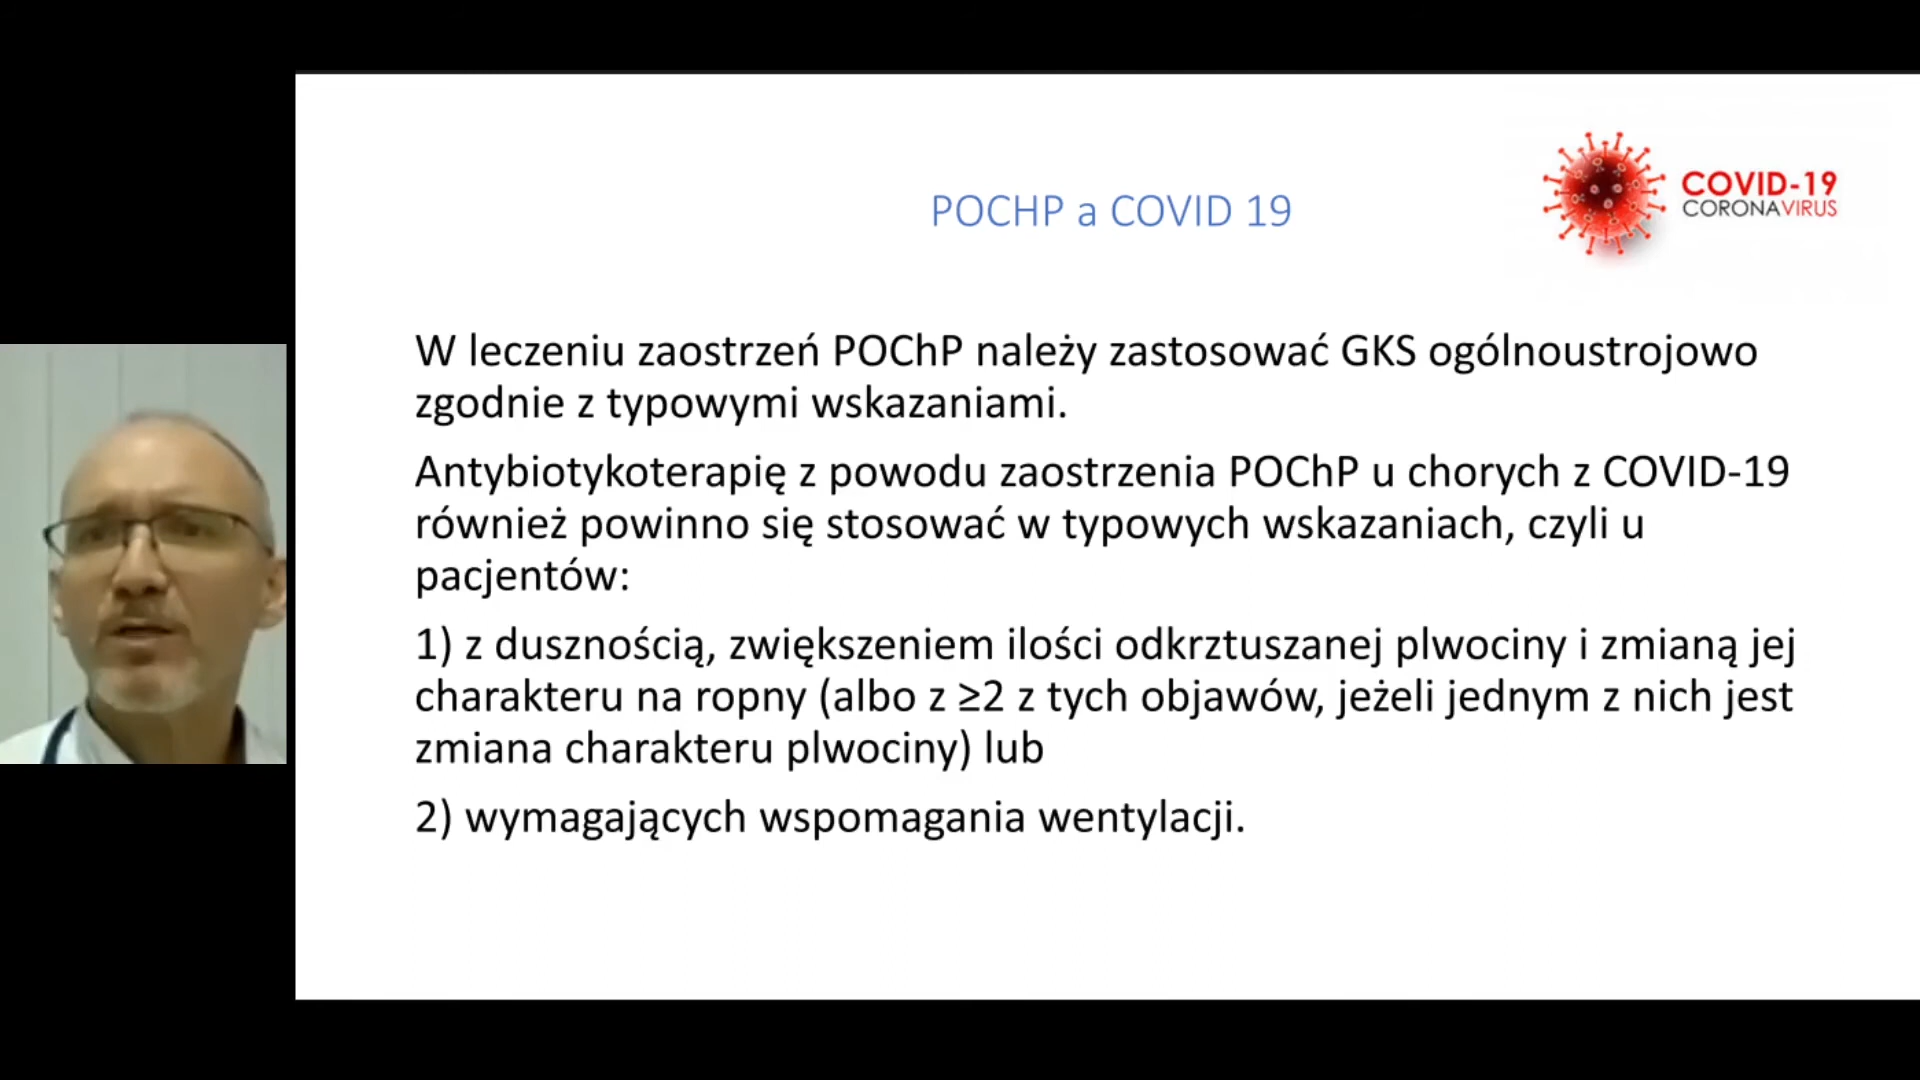 POCHP a COVID 19
COVID-19
CORONAVIRUS
W leczeniu zaostrzeń POChP należy zastosować GKS ogólnoustrojowo
zgodnie z typowymi wskazaniami.
Antybiotykoterapię z powodu zaostrzenia POChP u chorych z COVID-19
również powinno się stosować w typowych wskazaniach, czyli u
pacjentów:
1) z dusznością, zwiększeniem ilości odkrztuszanej plwociny i zmianą jej
charakteru na ropny (albo z ≥2 z tych objawów, jeżeli jednym z nich jest
zmiana charakteru plwociny) lub
2) wymagających wspomagania wentylacji.